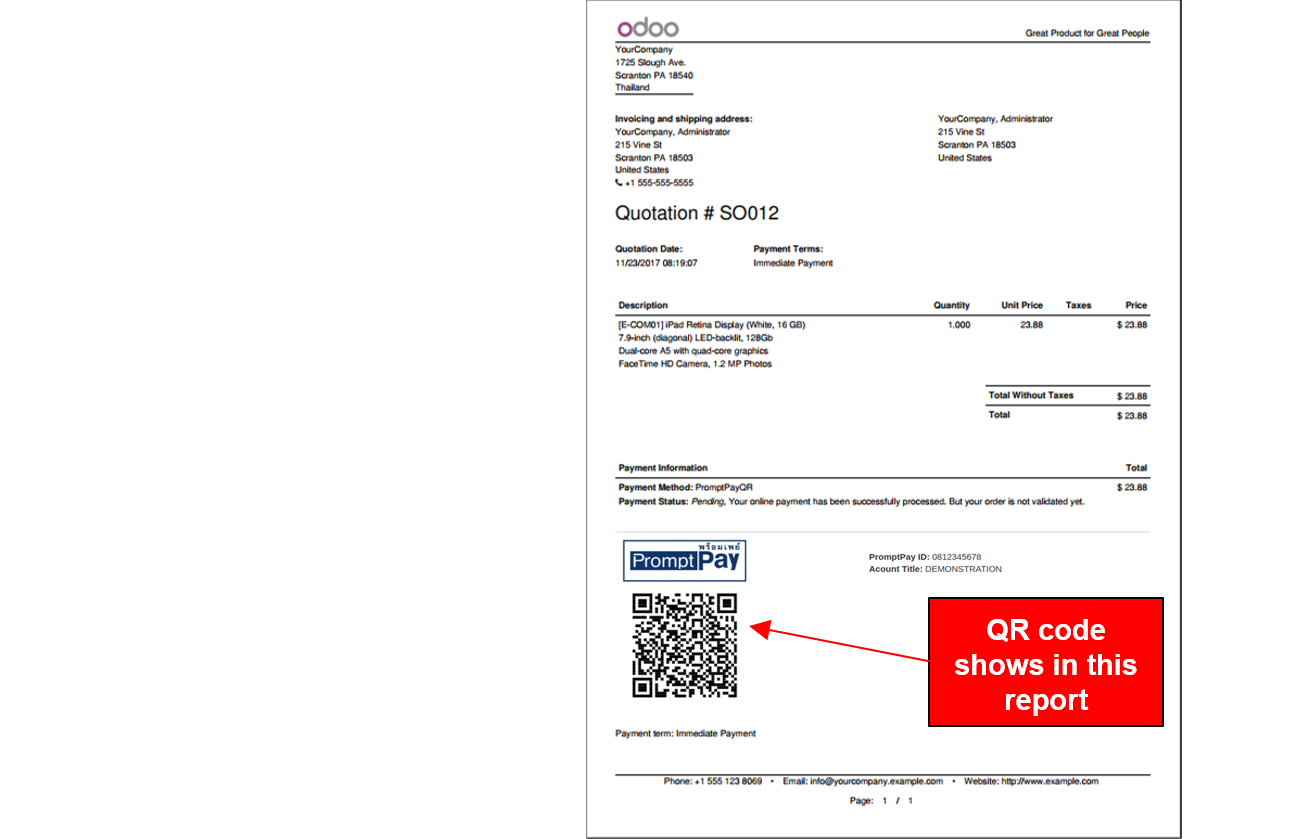 odoo
Great Product for Great People
YourCompany
1725 Slough Ave.
Scranton PA 18540
Thailand
Invoicing and shipping address:
YourCompany, Administrator
215 Vine St
Scranton PA 18503
United States
+1 555-555-5555
YourCompany, Administrator
215 Vine St
Scranton PA 18503
United States
Quotation # SO012
Quotation Date: Payment Terms:
11/23/2017 08:19:07 Immediate Payment
Description Quantity Unit Price Taxes Price
[E-COM01] iPad Retina Display (White, 16 GB) 1.000 23.88 $ 23.88
7.9-inch (diagonal) LED-backlit, 128Gb
Dual-core A5 with quad-core graphics
FaceTime HD Camera, 1.2 MP Photos
Total Without Taxes $ 23.88
Total $ 23.88
Payment Information Total
Payment Method: PromptPayQR $ 23.88
Payment Status: Pending, Your online payment has been successfully processed. But your order is not validated yet.
พร้อมเพย์
PromptPay
PromptPay ID: 0812345678
Acount Title: DEMONSTRATION
QR code
shows in this
report
Payment term: Immediate Payment
Phone: +1 555 123 8069 • Email: info@yourcompany.example.com • Website: http://www.example.com
Page: 1 / 1